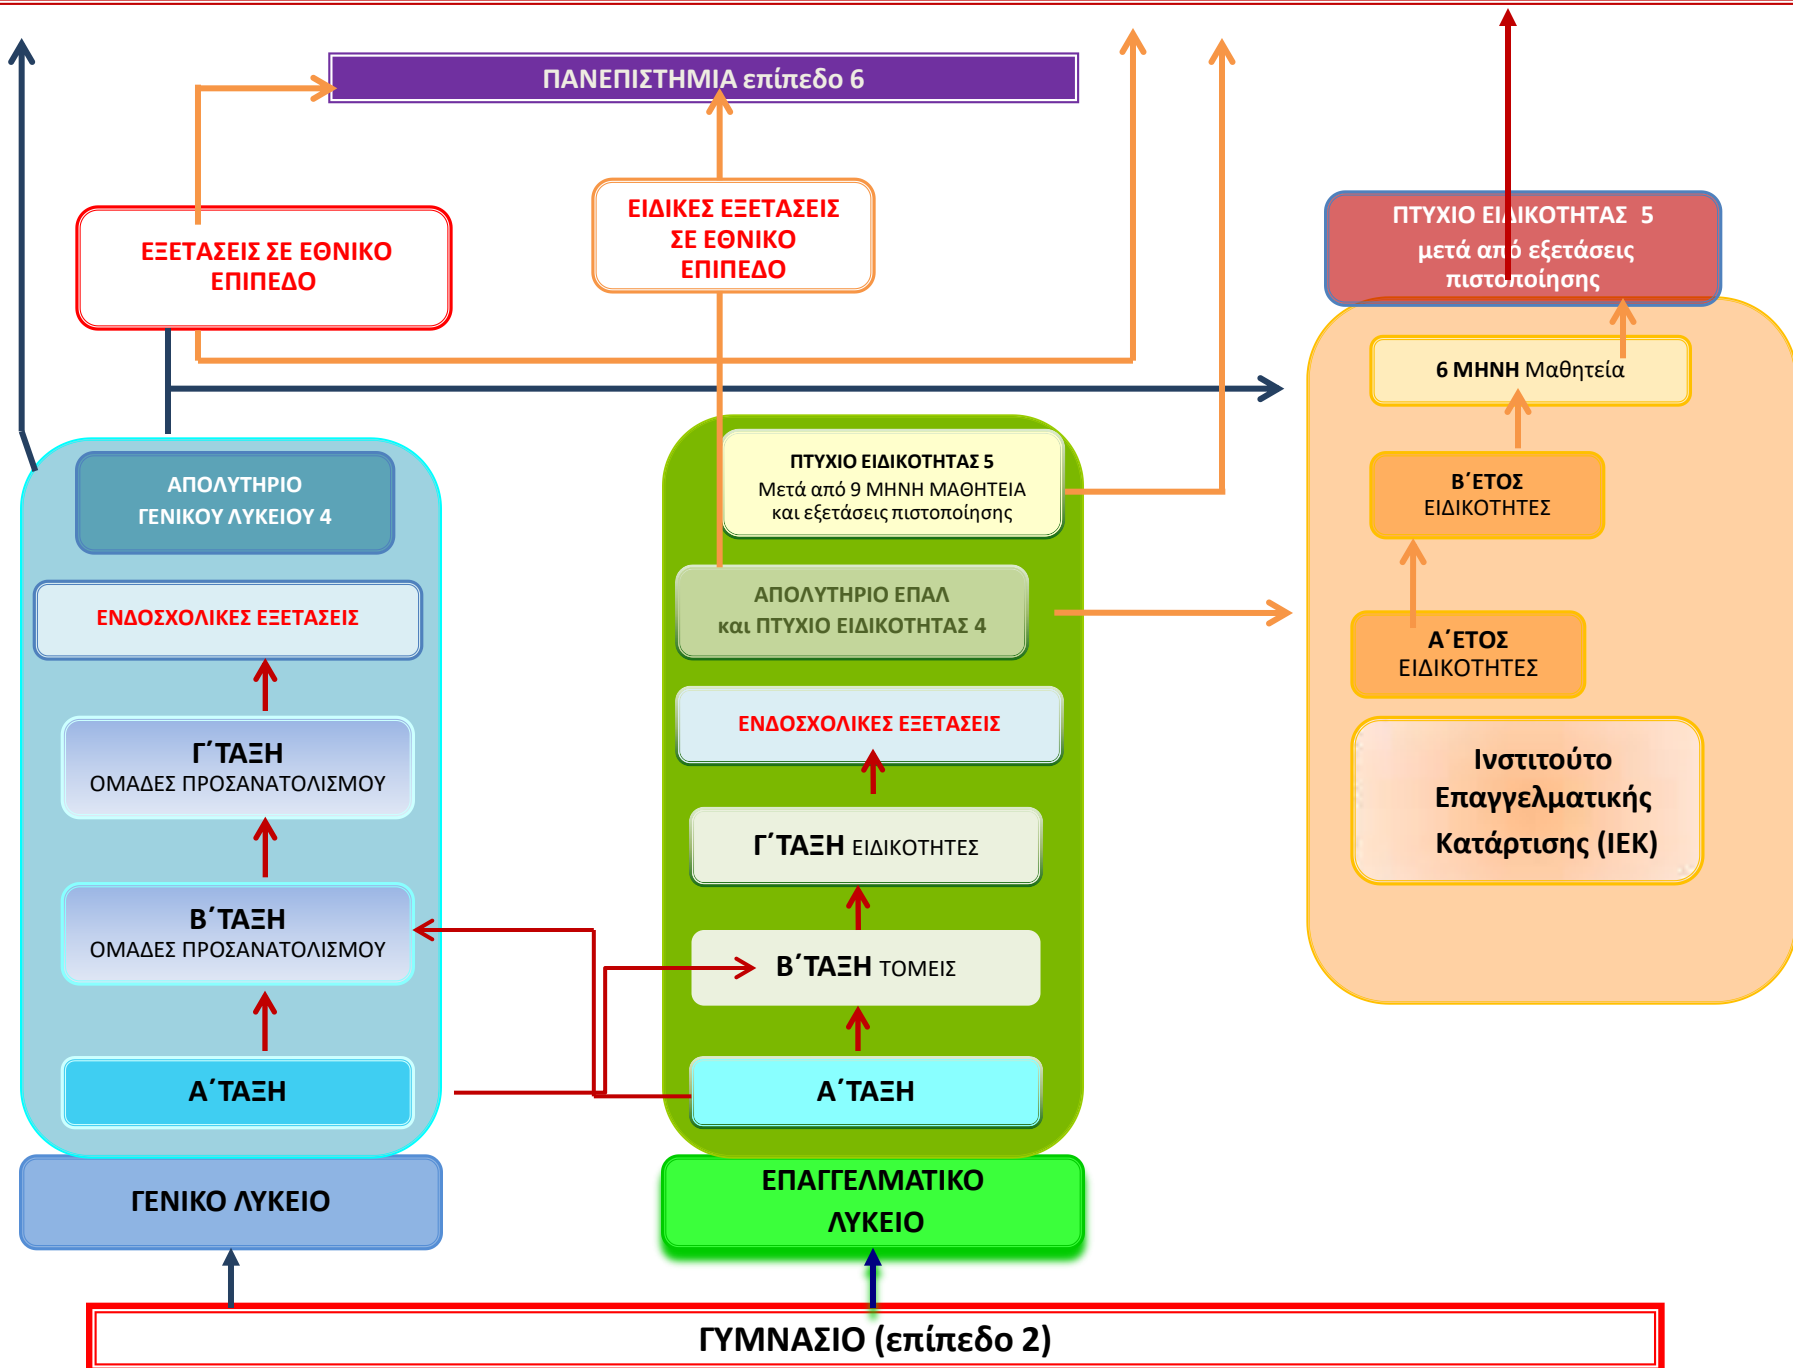 ΠΑΝΕΠΙΣΤΗΜΙΑ επίπεδο 6
ΕΞΕΤΑΣΕΙΣ ΣΕ ΕΘΝΙΚΟ
ΕΠΙΠΕΔΟ
ΕΙΔΙΚΕΣ ΕΞΕΤΑΣΕΙΣ
ΣΕ ΕΘΝΙΚΟ
ΕΠΙΠΕΔΟ
ΠΤΥΧΙΟ ΕΙΔΙΚΟΤΗΤΑΣ 5
μετά από εξετάσεις
πιστοποίησης
6 ΜΗΝΗ Μαθητεία
Β΄ΕΤΟΣ
ΕΙΔΙΚΟΤΗΤΕΣ
Α΄ΕΤΟΣ
ΕΙΔΙΚΟΤΗΤΕΣ
Ινστιτούτο
Επαγγελματικής
Κατάρτισης (ΙΕΚ)
ΑΠΟΛΥΤΗΡΙΟ
ΓΕΝΙΚΟΥ ΛΥΚΕΙΟΥ 4
ΕΝΔΟΣΧΟΛΙΚΕΣ ΕΞΕΤΑΣΕΙΣ
Γ΄ΤΑΞΗ
ΟΜΑΔΕΣ ΠΡΟΣΑΝΑΤΟΛΙΣΜΟΥ
Β΄ΤΑΞΗ
ΟΜΑΔΕΣ ΠΡΟΣΑΝΑΤΟΛΙΣΜΟΥ
Α΄ΤΑΞΗ
ΓΕΝΙΚΟ ΛΥΚΕΙΟ
ΠΤΥΧΙΟ ΕΙΔΙΚΟΤΗΤΑΣ 5
Μετά από 9 ΜΗΝΗ ΜΑΘΗΤΕΙΑ
και εξετάσεις πιστοποίησης
ΑΠΟΛΥΤΗΡΙΟ ΕΠΑΛ
και ΠΤΥΧΙΟ ΕΙΔΙΚΟΤΗΤΑΣ 4
ΕΝΔΟΣΧΟΛΙΚΕΣ ΕΞΕΤΑΣΕΙΣ
Γ΄ΤΑΞΗ ΕΙΔΙΚΟΤΗΤΕΣ
Β΄ΤΑΞΗ ΤΟΜΕΙΣ
Α΄ΤΑΞΗ
ΕΠΑΓΓΕΛΜΑΤΙΚΟ
ΛΥΚΕΙΟ
ΓΥΜΝΑΣΙΟ (επίπεδο 2)